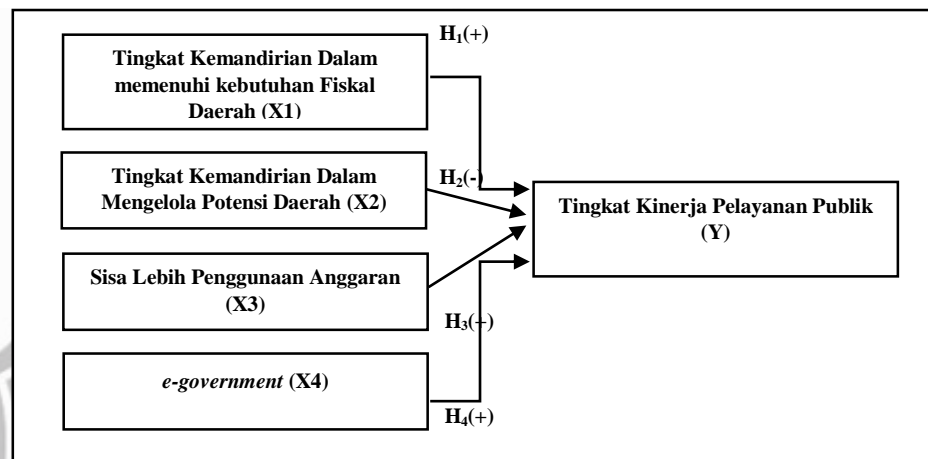 H₁(+)
Tingkat Kemandirian Dalam
memenuhi kebutuhan Fiskal
Daerah (X1)
Tingkat Kemandirian Dalam
Mengelola Potensi Daerah (X2)
H₂(-)
Tingkat Kinerja Pelayanan Publik
(Y)
Sisa Lebih Penggunaan Anggaran
(X3)
H₃(+)
e-government (X4)
H₄(+)